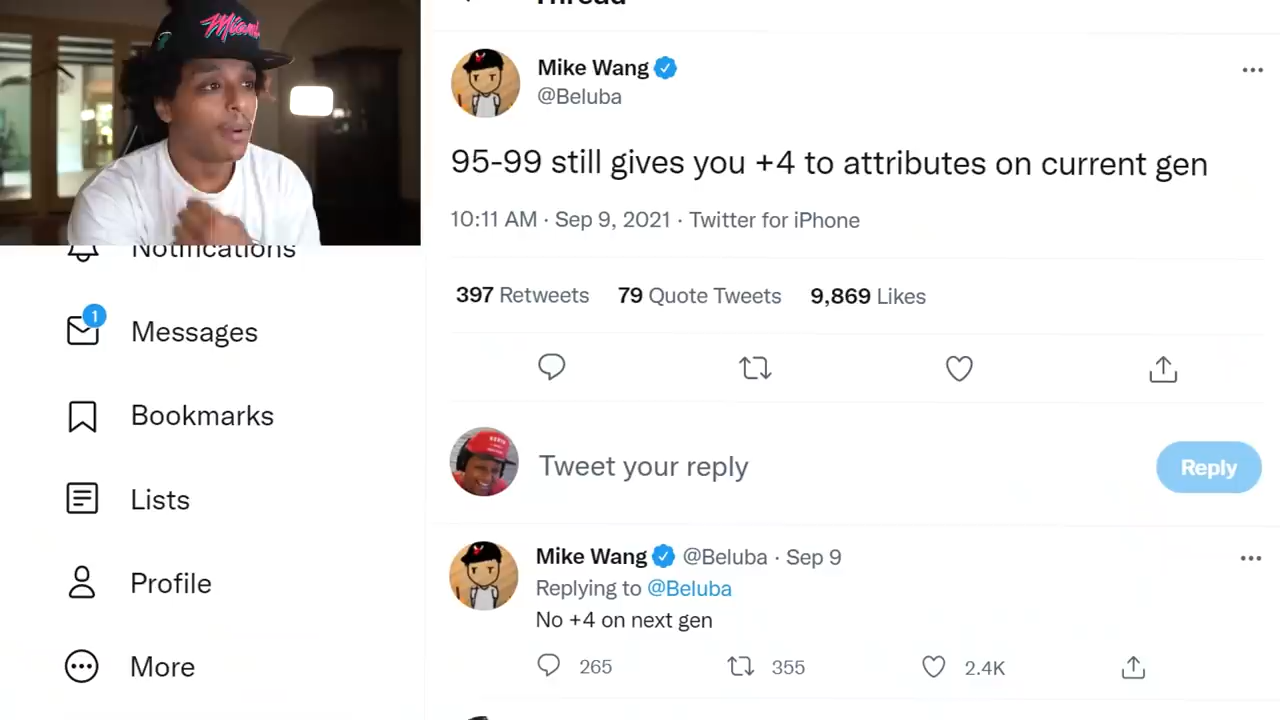 Miami
Thread
Mike Wang
@Beluba
95-99 still gives you +4 to attributes on current gen
10:11 AM · Sep 9, 2021 · Twitter for iPhone
397 Retweets 79 Quote Tweets 9,869 Likes
Tweet your reply
Reply
Mike Wang @Beluba · Sep 9
Replying to @Beluba
No +4 on next gen
265 355 2.4K
Notifications
1
Messages
Bookmarks
Lists
Profile
More